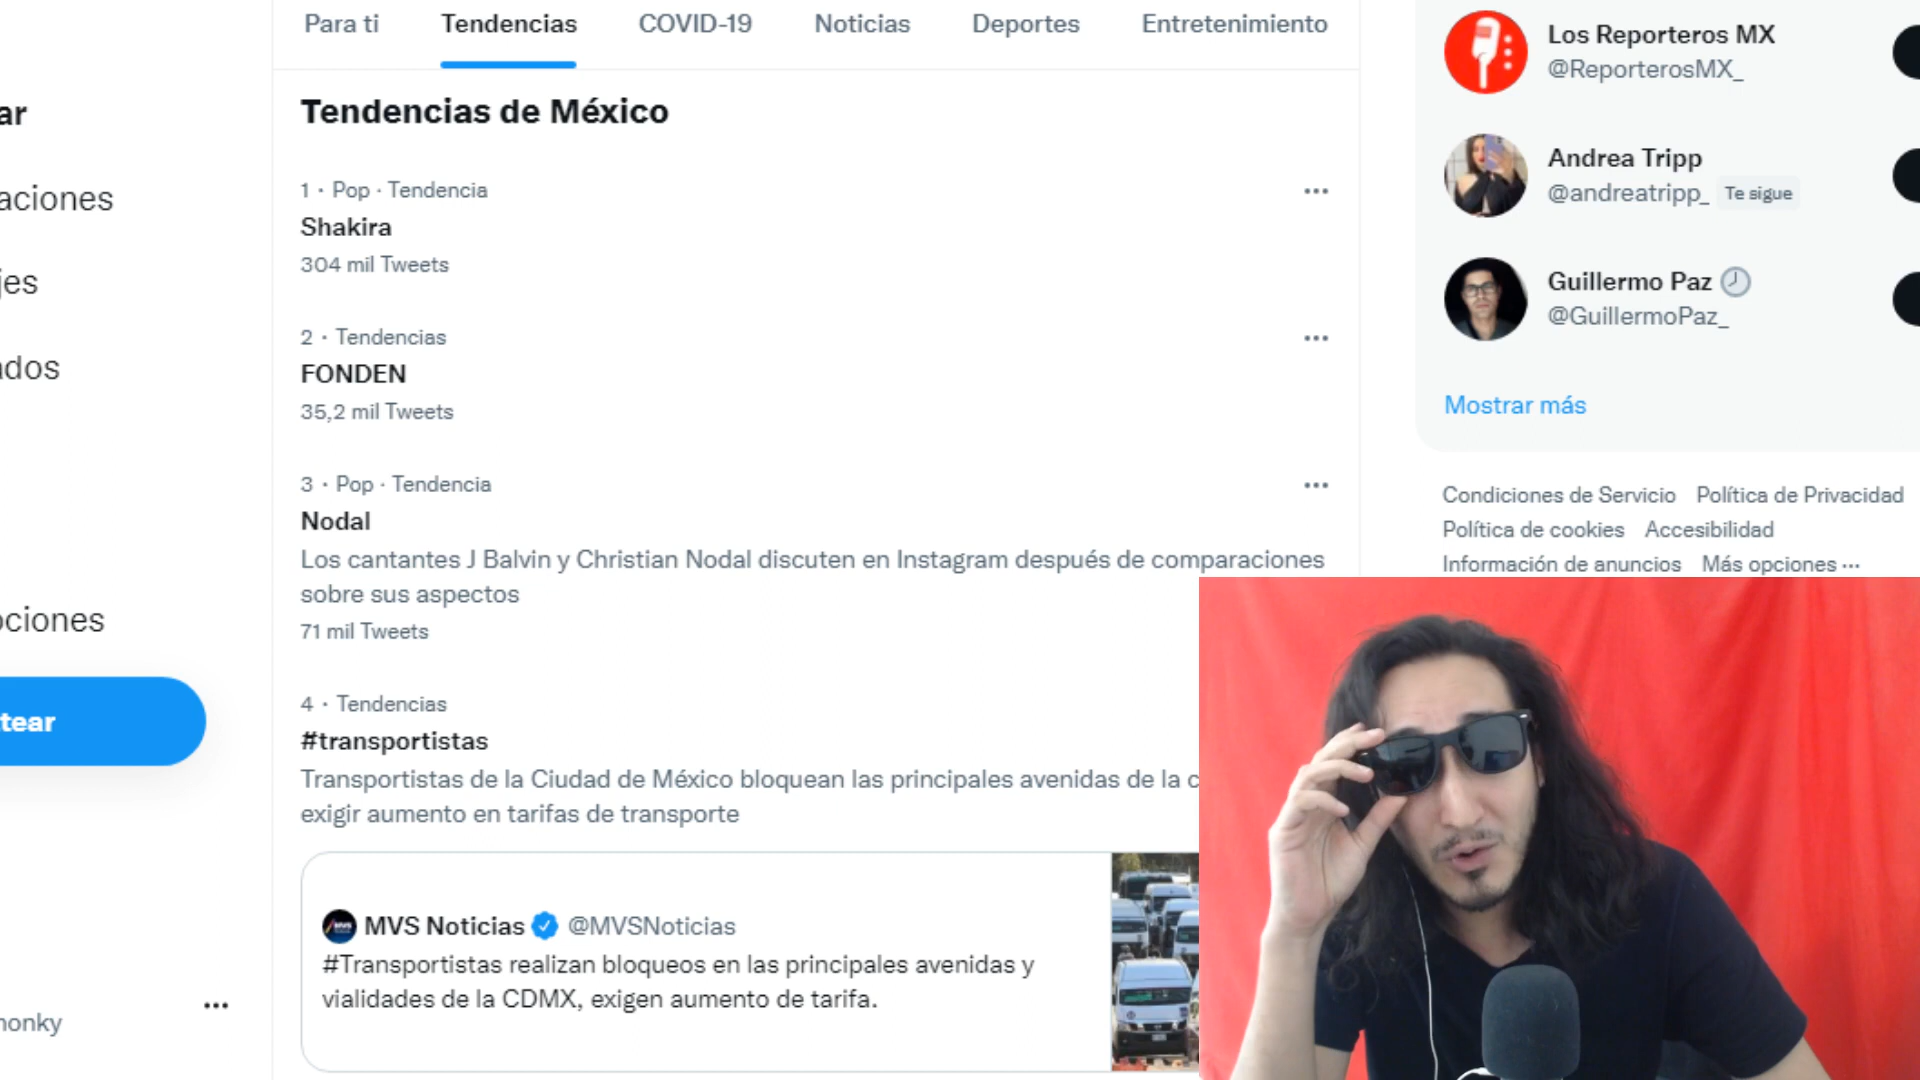 Para ti
Tendencias
COVID-19
Noticias
Deportes
Entretenimiento
Tendencias de México
1 · Pop · Tendencia
Shakira
304 mil Tweets
2 · Tendencias
FONDEN
35,2 mil Tweets
3 · Pop · Tendencia
Nodal
Los cantantes J Balvin y Christian Nodal discuten en Instagram después de comparaciones
sobre sus aspectos
71 mil Tweets
4 · Tendencias
#transportistas
Transportistas de la Ciudad de México bloquean las principales avenidas de la c
exigir aumento en tarifas de transporte
MVS Noticias @MVSNoticias
#Transportistas realizan bloqueos en las principales avenidas y
vialidades de la CDMX, exigen aumento de tarifa.
ar
aciones
jes
ados
ociones
tear
honky
Los Reporteros MX
@ReporterosMX_
Andrea Tripp
@andreatripp_ Te sigue
Guillermo Paz
@GuillermoPaz_
Mostrar más
Condiciones de Servicio Política de Privacidad
Política de cookies Accesibilidad
Información de anuncios Más opciones ···